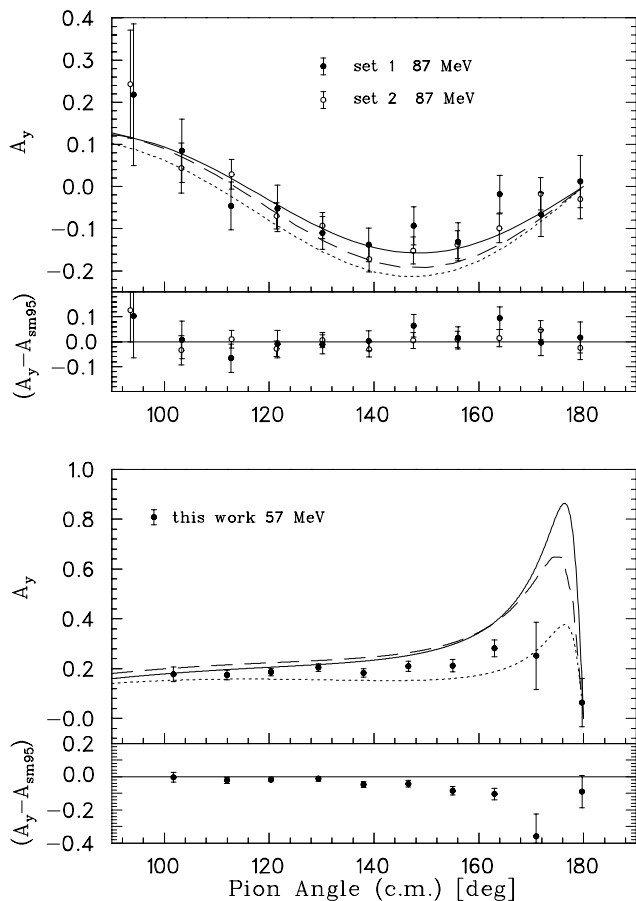 0.4
set 1 87 MeV
0.3
set 2 87 MeV
0.2
A_y
0.1
0.0
−0.1
−0.2
(A_y−A_sm95)
0.1
0.0
−0.1
100 120 140 160 180
1.0
this work 57 MeV
0.8
0.6
A_y
0.4
0.2
−0.0
0.2
(A_y−A_sm95)
0.0
−0.2
−0.4
100 120 140 160 180
Pion Angle (c.m.) [deg]